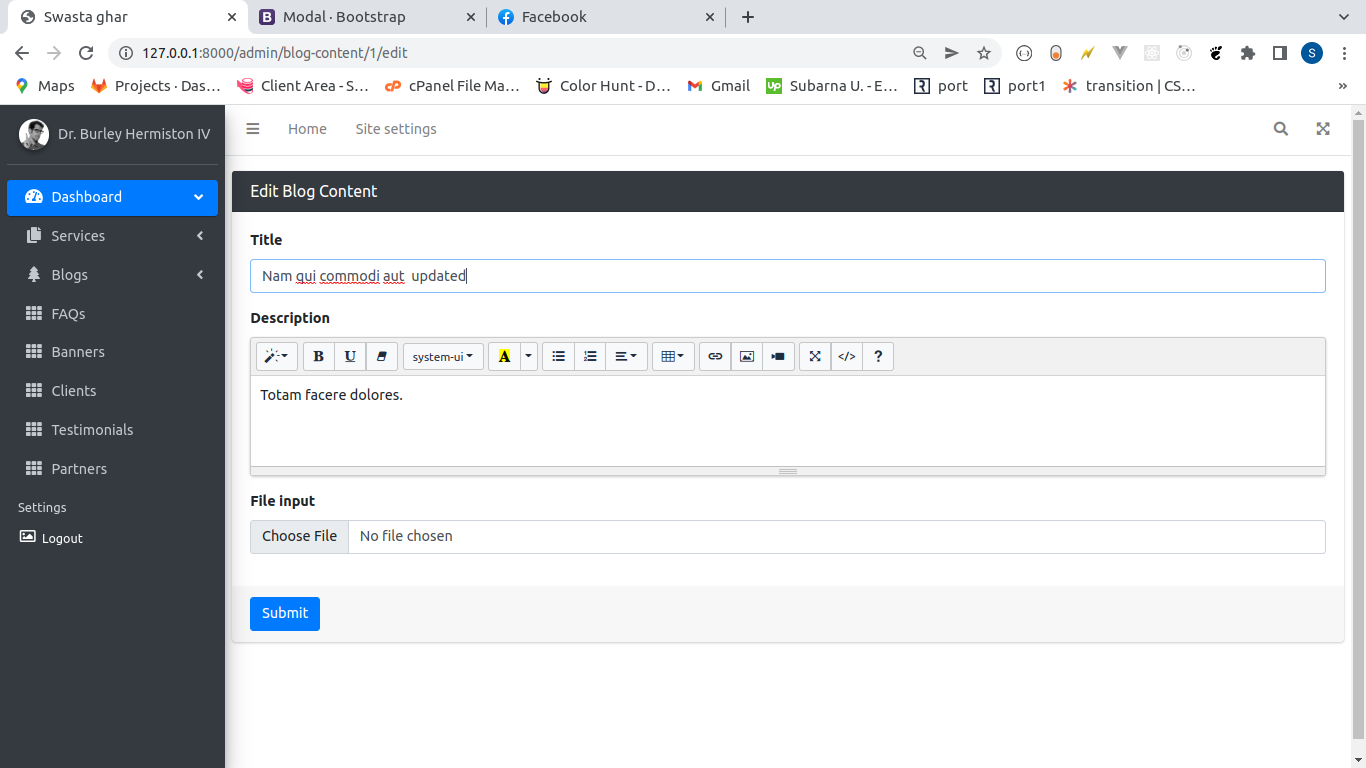 Swasta ghar
Modal · Bootstrap
Facebook
127.0.0.1:8000/admin/blog-content/1/edit
S
Maps
Projects · Das…
Client Area - S…
cPanel File Ma…
Color Hunt - D…
Gmail
Subarna U. - E…
port
port1
transition | CS…
»
Dr. Burley Hermiston IV
Home
Site settings
Dashboard
Services
Blogs
FAQs
Banners
Clients
Testimonials
Partners
Settings
Logout
Edit Blog Content
Title
Nam qui commodi aut  updated
Description
B U system-ui A </> ?
Totam facere dolores.
File input
Choose File No file chosen
Submit